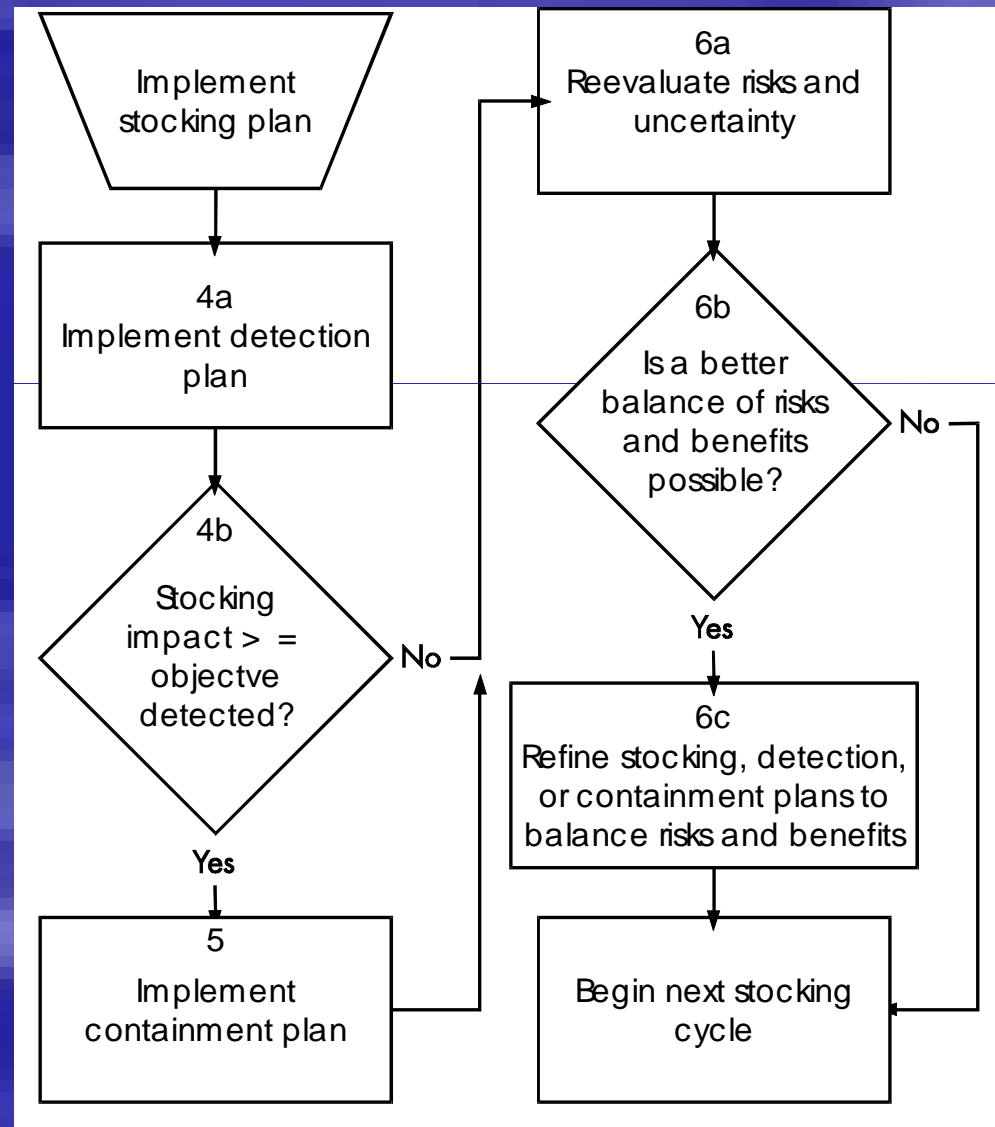 Implement
stocking plan
4a
Implement detection
plan
4b
Stocking
impact > =
objectve
detected?
No
Yes
5
Implement
containment plan
6a
Reevaluate risks and
uncertainty
6b
Is a better
balance of risks
and benefits
possible?
No
Yes
6c
Refine stocking, detection,
or containment plans to
balance risks and benefits
Begin next stocking
cycle